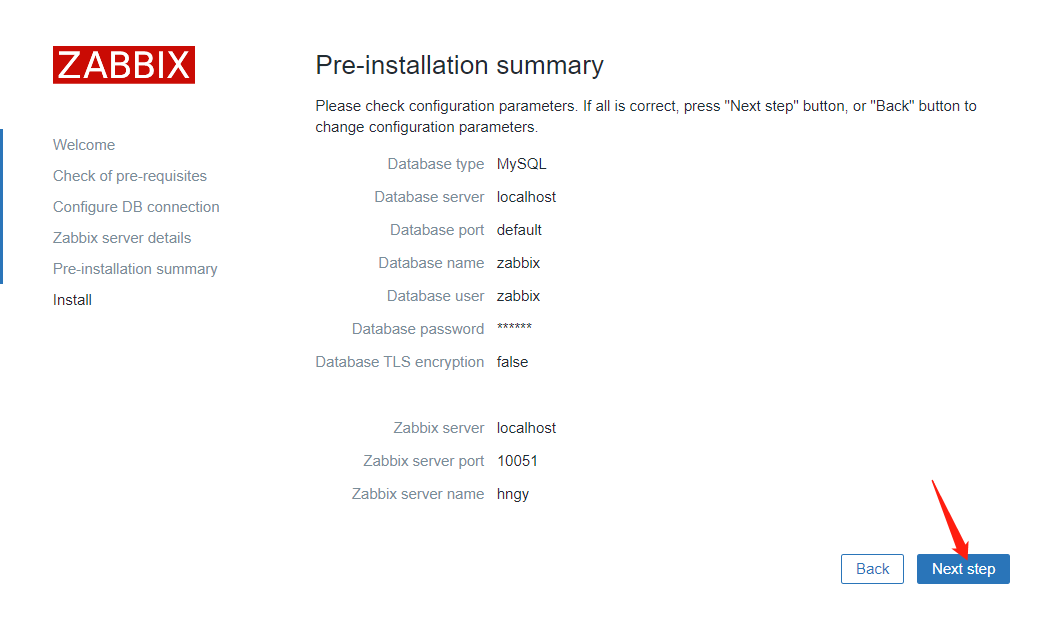 ZABBIX
Welcome
Check of pre-requisites
Configure DB connection
Zabbix server details
Pre-installation summary
Install
Pre-installation summary
Please check configuration parameters. If all is correct, press "Next step" button, or "Back" button to
change configuration parameters.
Database type MySQL
Database server localhost
Database port default
Database name zabbix
Database user zabbix
Database password ******
Database TLS encryption false
Zabbix server localhost
Zabbix server port 10051
Zabbix server name hngy
Back Next step